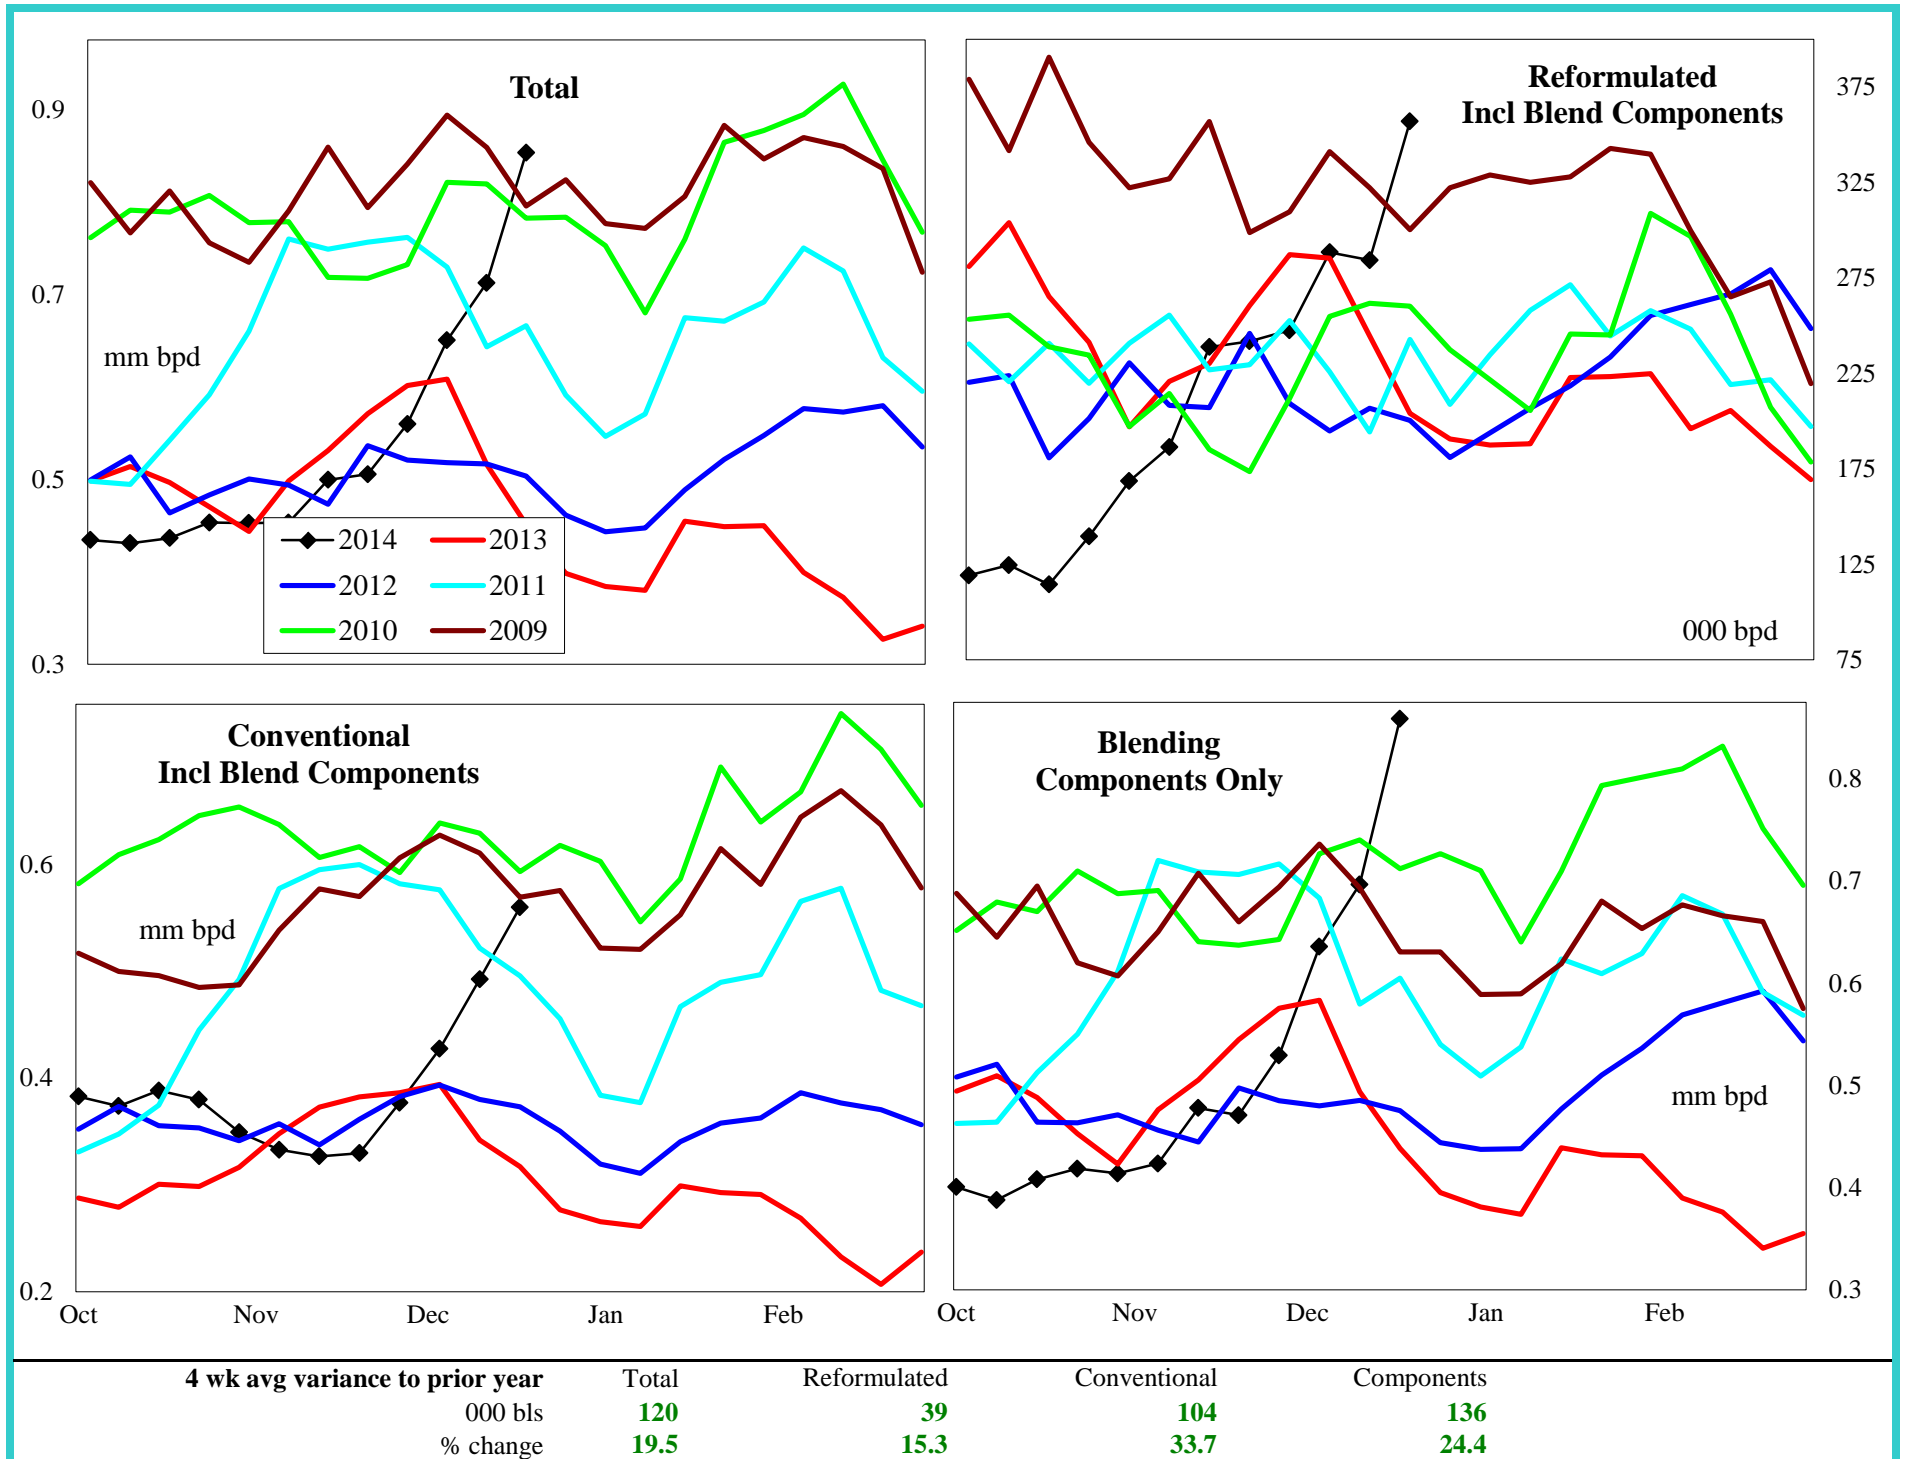 Total
0.9
0.7
0.5
0.3
mm bpd
2014 2013
2012 2011
2010 2009
Reformulated
Incl Blend Components
375
325
275
225
175
125
75
000 bpd
Conventional
Incl Blend Components
0.6
0.4
0.2
mm bpd
Oct Nov Dec Jan Feb
Blending
Components Only
0.8
0.7
0.6
0.5
0.4
0.3
mm bpd
Oct Nov Dec Jan Feb
4 wk avg variance to prior year Total Reformulated Conventional Components
000 bls 120 39 104 136
% change 19.5 15.3 33.7 24.4